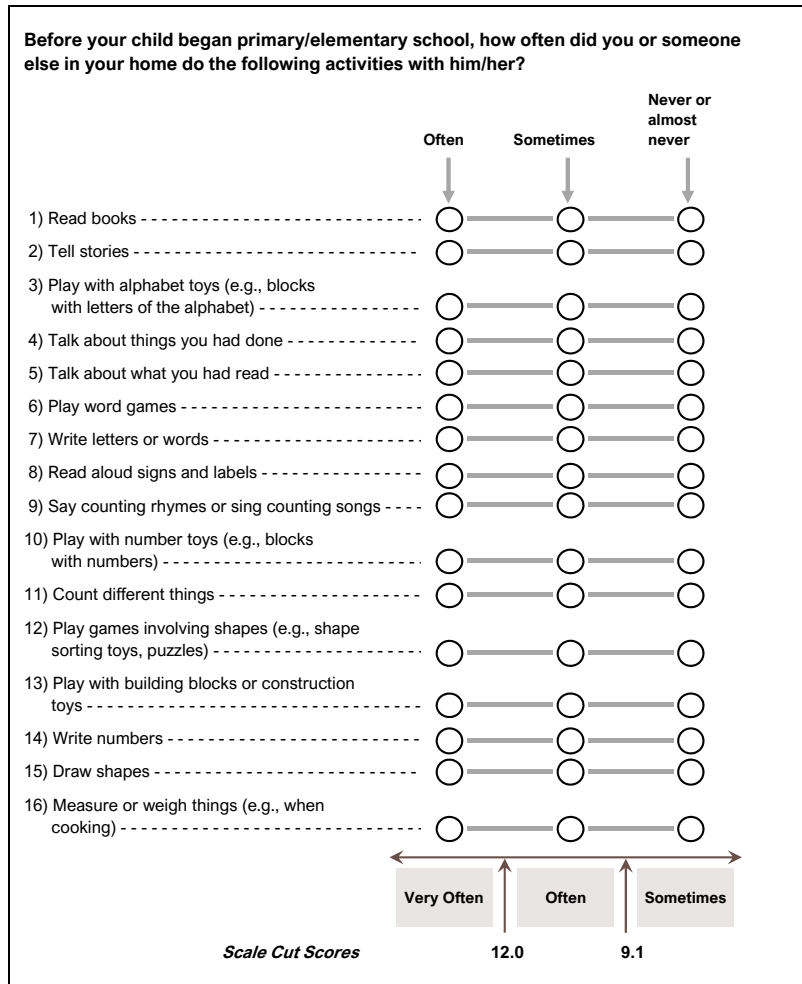 Before your child began primary/elementary school, how often did you or someone
else in your home do the following activities with him/her?
Never or
almost
never
Often Sometimes
1) Read books
2) Tell stories
3) Play with alphabet toys (e.g., blocks
with letters of the alphabet)
4) Talk about things you had done
5) Talk about what you had read
6) Play word games
7) Write letters or words
8) Read aloud signs and labels
9) Say counting rhymes or sing counting songs
10) Play with number toys (e.g., blocks
with numbers)
11) Count different things
12) Play games involving shapes (e.g., shape
sorting toys, puzzles)
13) Play with building blocks or construction
toys
14) Write numbers
15) Draw shapes
16) Measure or weigh things (e.g., when
cooking)
Very Often Often Sometimes
Scale Cut Scores 12.0 9.1